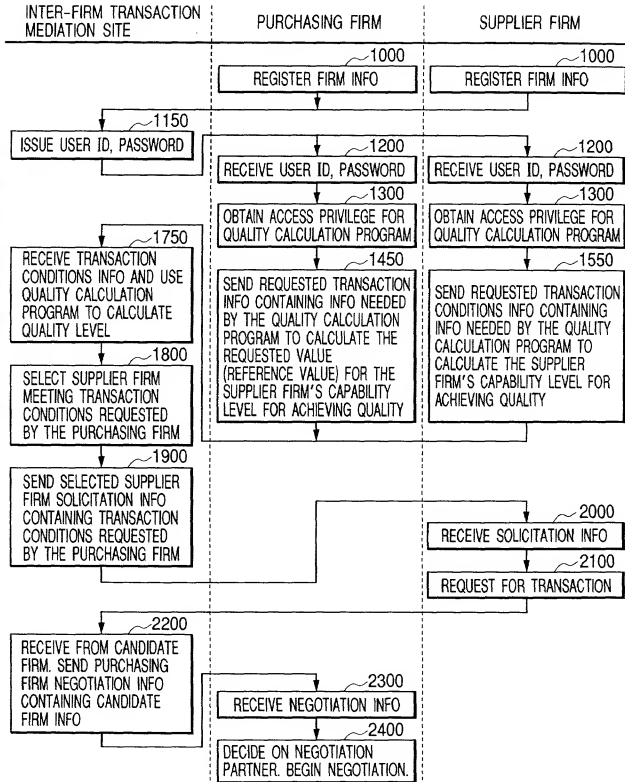 INTER-FIRM TRANSACTION
MEDIATION SITE
PURCHASING FIRM
SUPPLIER FIRM
1000
REGISTER FIRM INFO
1000
REGISTER FIRM INFO
1150
ISSUE USER ID, PASSWORD
1200
RECEIVE USER ID, PASSWORD
1200
RECEIVE USER ID, PASSWORD
1300
OBTAIN ACCESS PRIVILEGE FOR
QUALITY CALCULATION PROGRAM
1300
OBTAIN ACCESS PRIVILEGE FOR
QUALITY CALCULATION PROGRAM
1750
RECEIVE TRANSACTION
CONDITIONS INFO AND USE
QUALITY CALCULATION
PROGRAM TO CALCULATE
QUALITY LEVEL
1450
SEND REQUESTED TRANSACTION
INFO CONTAINING INFO NEEDED
BY THE QUALITY CALCULATION
PROGRAM TO CALCULATE THE
REQUESTED VALUE
(REFERENCE VALUE) FOR THE
SUPPLIER FIRM'S CAPABILITY
LEVEL FOR ACHIEVING QUALITY
1550
SEND REQUESTED TRANSACTION
CONDITIONS INFO CONTAINING
INFO NEEDED BY THE QUALITY
CALCULATION PROGRAM TO
CALCULATE THE SUPPLIER
FIRM'S CAPABILITY LEVEL FOR
ACHIEVING QUALITY
1800
SELECT SUPPLIER FIRM
MEETING TRANSACTION
CONDITIONS REQUESTED
BY THE PURCHASING FIRM
1900
SEND SELECTED SUPPLIER
FIRM SOLICITATION INFO
CONTAINING TRANSACTION
CONDITIONS REQUESTED
BY THE PURCHASING FIRM
2000
RECEIVE SOLICITATION INFO
2100
REQUEST FOR TRANSACTION
2200
RECEIVE FROM CANDIDATE
FIRM. SEND PURCHASING
FIRM NEGOTIATION INFO
CONTAINING CANDIDATE
FIRM INFO
2300
RECEIVE NEGOTIATION INFO
2400
DECIDE ON NEGOTIATION
PARTNER. BEGIN NEGOTIATION.